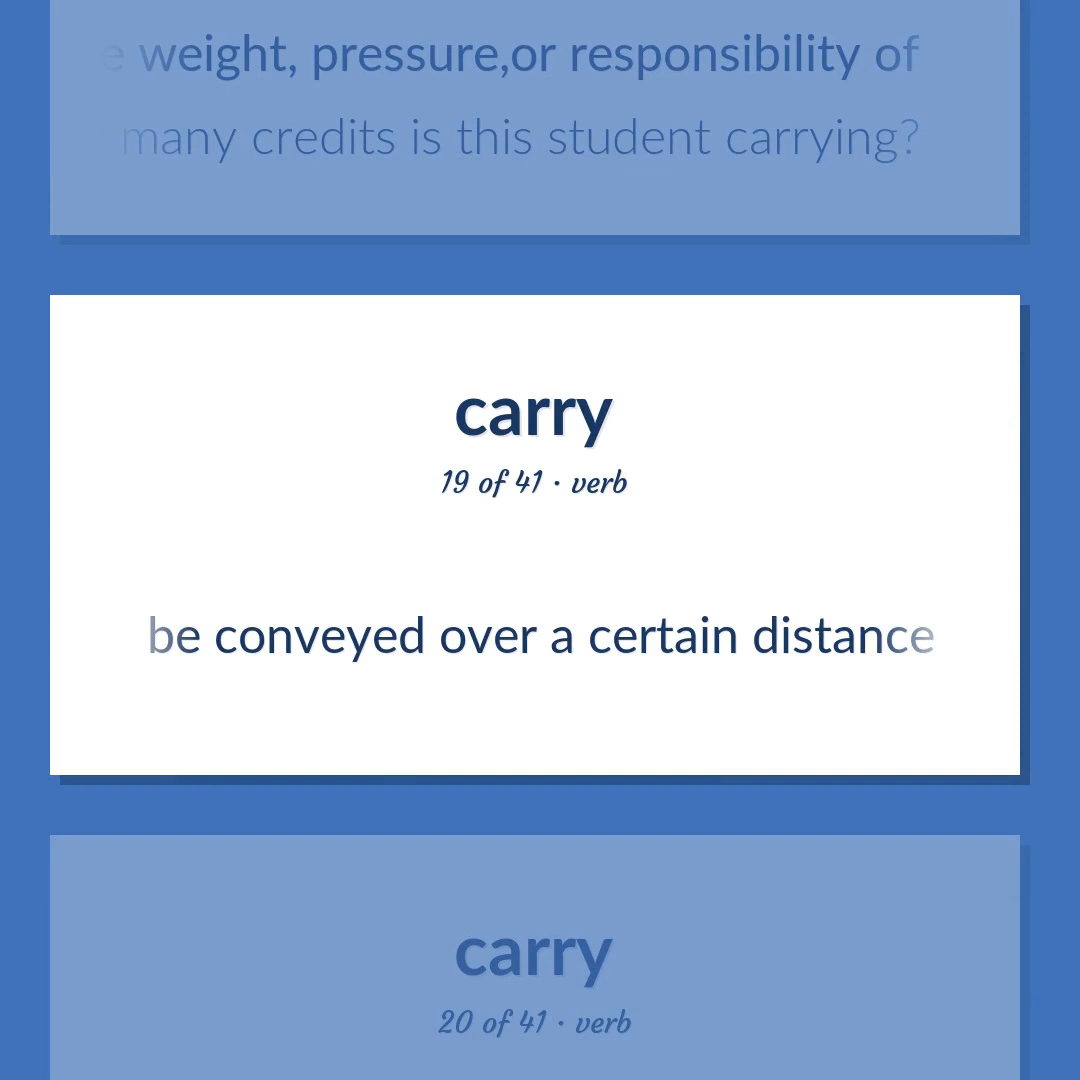 e weight, pressure,or responsibility of
many credits is this student carrying?
carry
19 of 41 · verb
be conveyed over a certain distance
carry
20 of 41 · verb